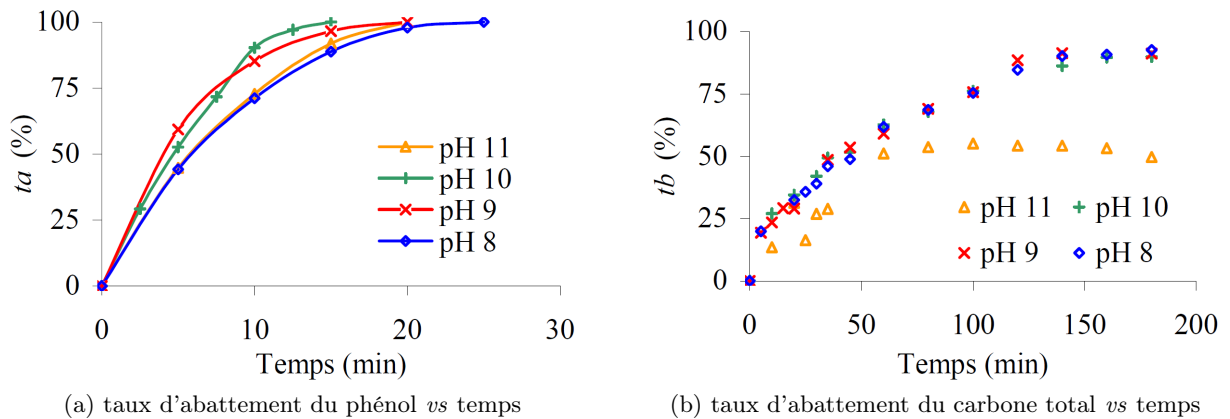 100
75
50
25
0
ta (%)
0
10
20
30
Temps (min)
pH 11
pH 10
pH 9
pH 8
(a) taux d'abattement du phénol vs temps
100
75
50
25
0
tb (%)
0
50
100
150
200
Temps (min)
pH 11
pH 10
pH 9
pH 8
(b) taux d'abattement du carbone total vs temps